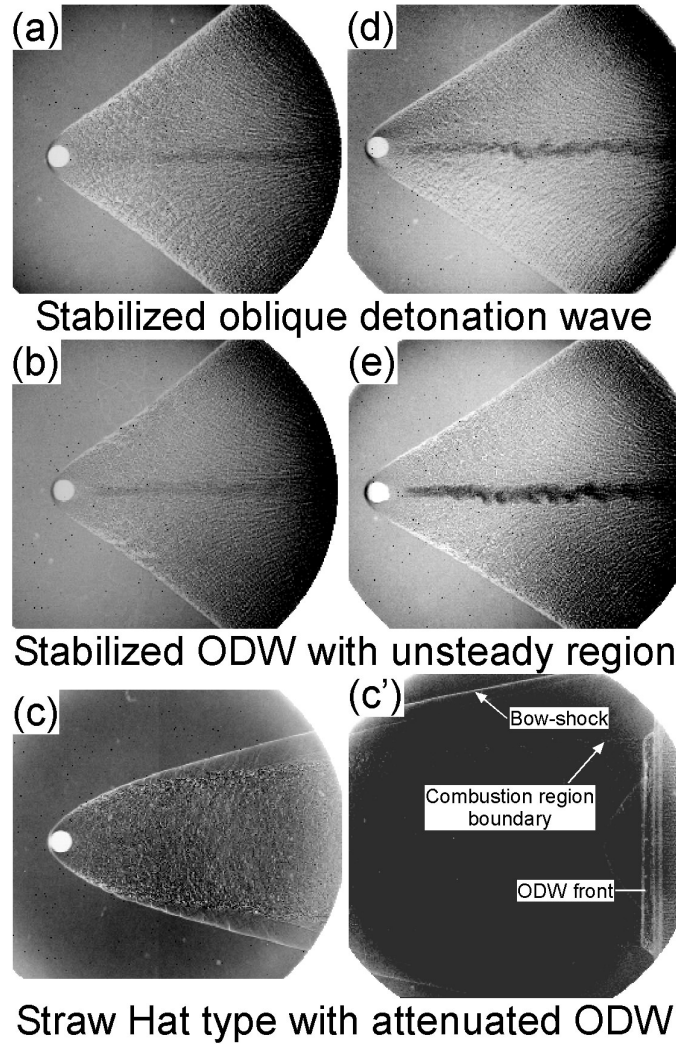 (a)
(d)
Stabilized oblique detonation wave
(b)
(e)
Stabilized ODW with unsteady region
(c)
(c')
Bow-shock
Combustion region
boundary
ODW front
Straw Hat type with attenuated ODW